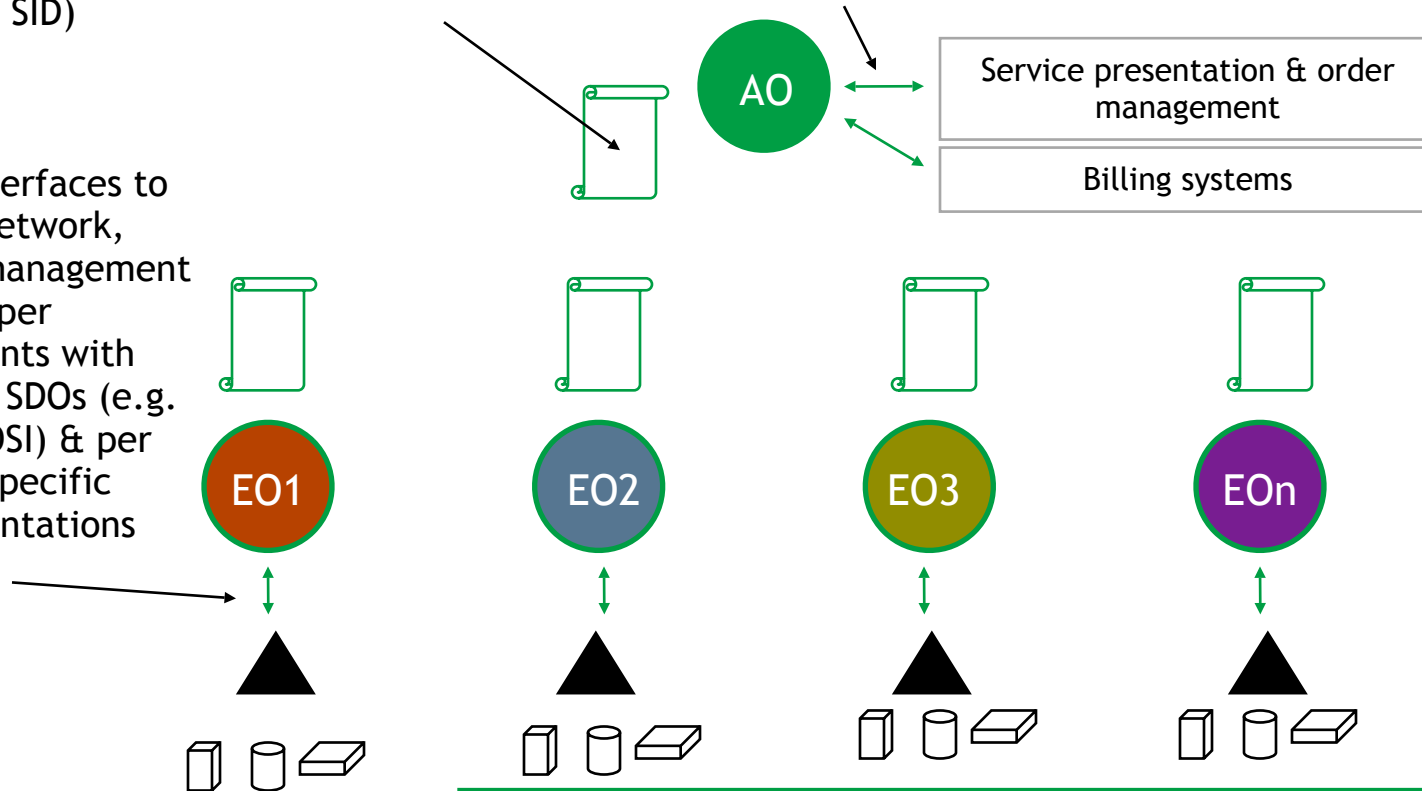 SID)
AO
Service presentation & order
management
Billing systems
erfaces to
etwork,
management
per
nts with
SDOs (e.g.
OSI) & per
pecific
ntations
EO1
EO2
EO3
EOn